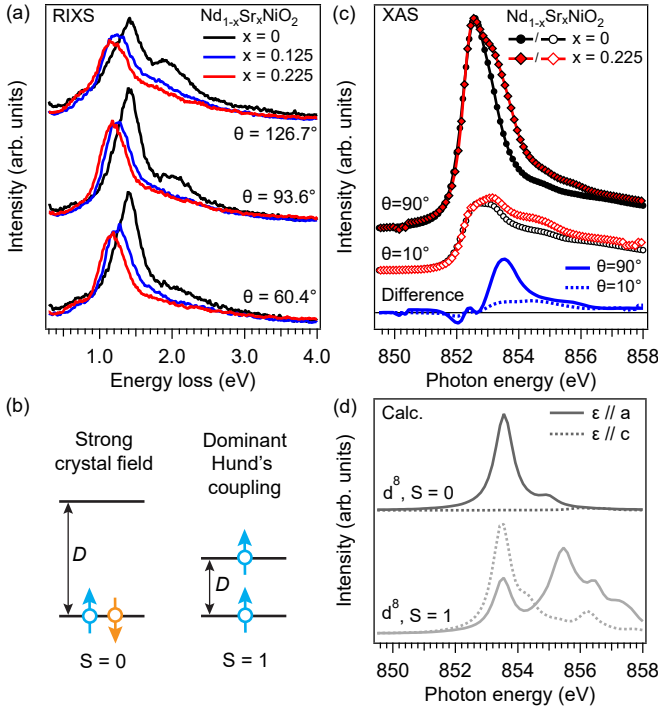 (a)
RIXS
Nd1-xSrxNiO2
x = 0
x = 0.125
x = 0.225
θ = 126.7°
θ = 93.6°
θ = 60.4°
Intensity (arb. units)
1.0 2.0 3.0 4.0
Energy loss (eV)
(b)
Strong
crystal field
D
S = 0
Dominant
Hund's
coupling
D
S = 1
(c)
XAS
Nd1-xSrxNiO2
/ x = 0
/ x = 0.225
θ=90°
θ=10°
θ=90°
θ=10°
Difference
Intensity (arb. units)
850 852 854 856 858
Photon energy (eV)
(d)
Calc.
ε // a
ε // c
d8, S = 0
d8, S = 1
Intensity (arb. units)
850 852 854 856 858
Photon energy (eV)